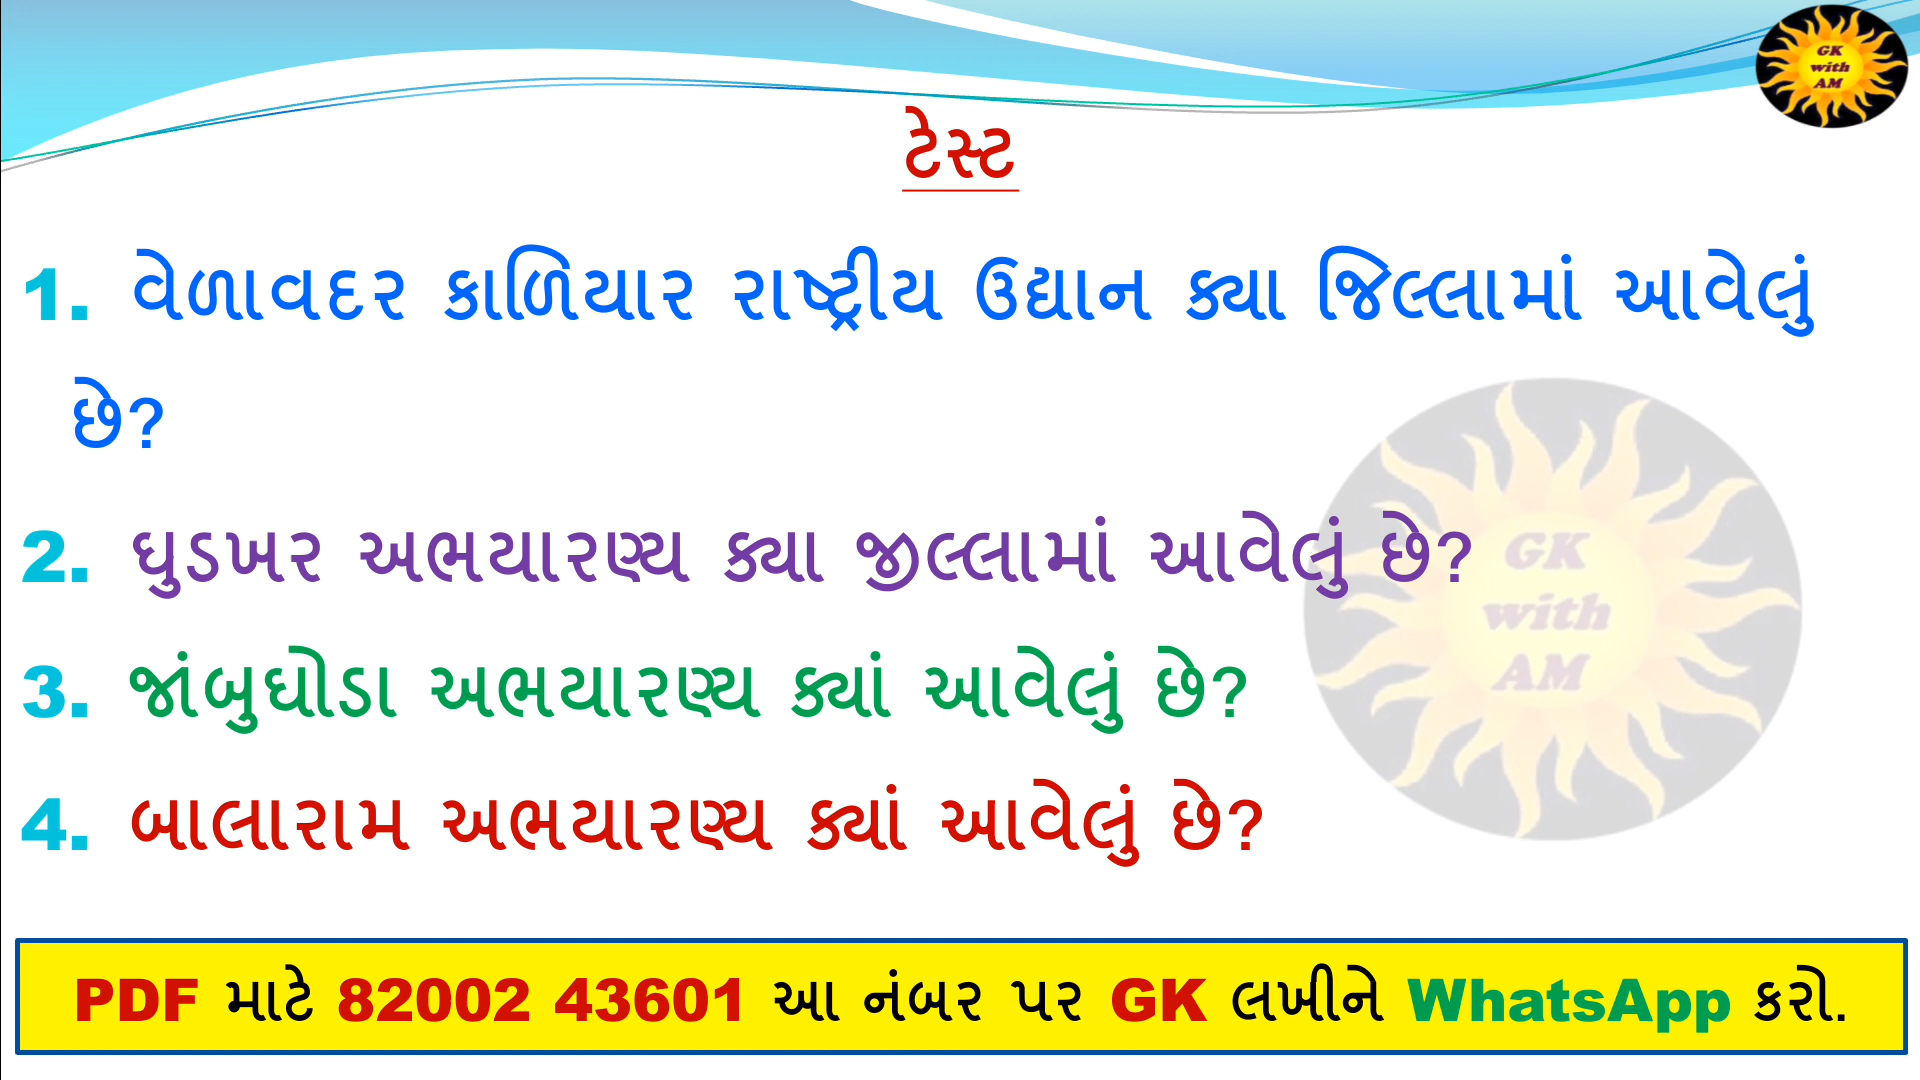 GK
with
AM
ટેસ્ટ
1. વેળાવદર કાળિયાર રાષ્ટ્રીય ઉદ્યાન ક્યા જિલ્લામાં આવેલું
છે?
2. ઘુડખર અભયારણ્ય ક્યા જીલ્લામાં આવેલું છે?
GK
with
3. જાંબુઘોડા અભયારણ્ય ક્યાં આવેલું છે?
AM
4. બાલારામ અભયારણ્ય ક્યાં આવેલું છે?
PDF માટે 82002 43601 આ નંબર પર GK લખીને WhatsApp કરો.